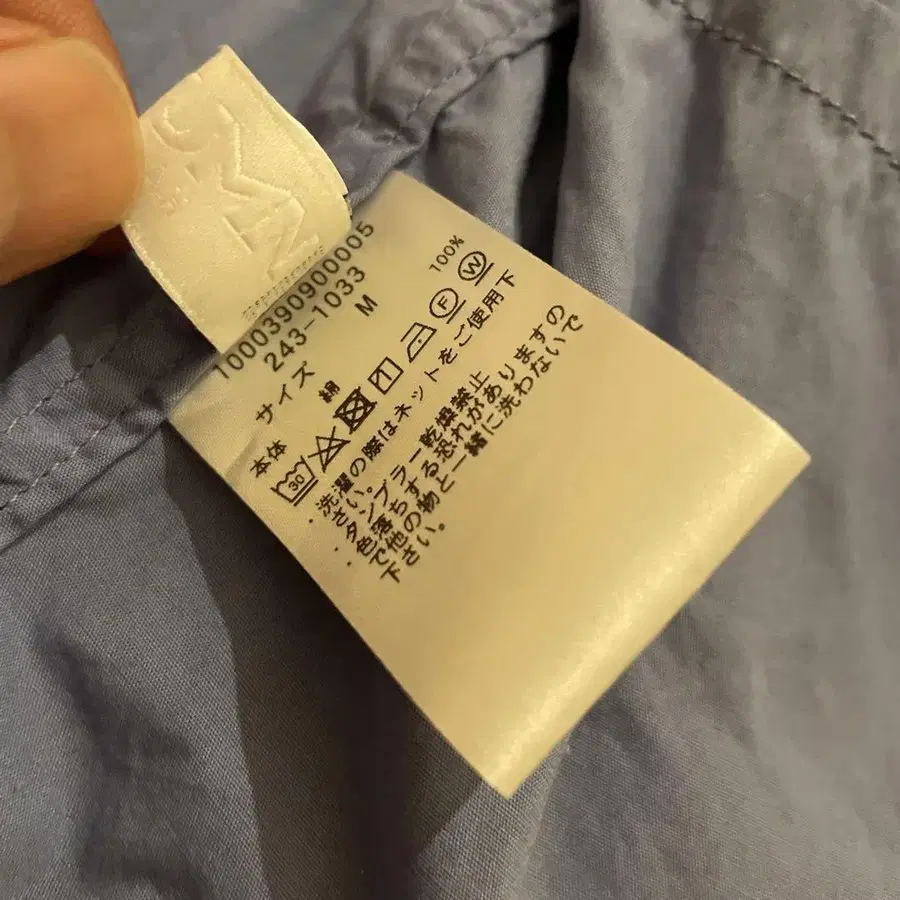 1000390900005
243-1033
サイズ M
本体 綿 100%
30 F W
・洗濯の際はネットをご使用下
さい。
・タンブラー乾燥禁止
・色落ちする恐れがありますの
で他の物と一緒に洗わないで
下さい。